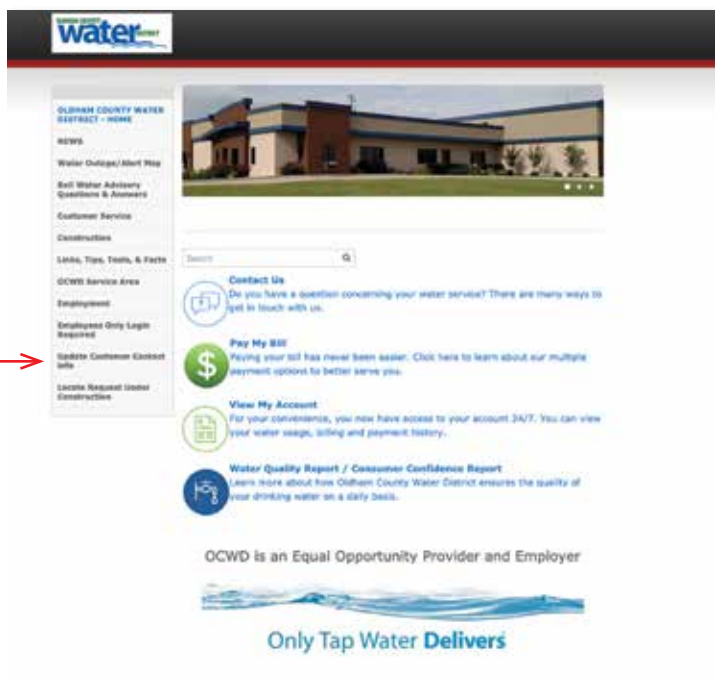 OLDHAM COUNTY
Water
DISTRICT
OLDHAM COUNTY WATER
DISTRICT - HOME
NEWS
Water Outage/Alert Map
Boil Water Advisory
Questions & Answers
Customer Service
Construction
Links, Tips, Tools, & Facts
OCWD Service Area
Employment
Employees Only Login
Required
Update Customer Contact
Info
Locate Request Under
Construction
Search
Contact Us
Do you have a question concerning your water service? There are many ways to
get in touch with us.
Pay My Bill
Paying your bill has never been easier. Click here to learn about our multiple
payment options to better serve you.
View My Account
For your convenience, you now have access to your account 24/7. You can view
your water usage, billing and payment history.
Water Quality Report / Consumer Confidence Report
Learn more about how Oldham County Water District ensures the quality of
your drinking water on a daily basis.
OCWD is an Equal Opportunity Provider and Employer
Only Tap Water Delivers